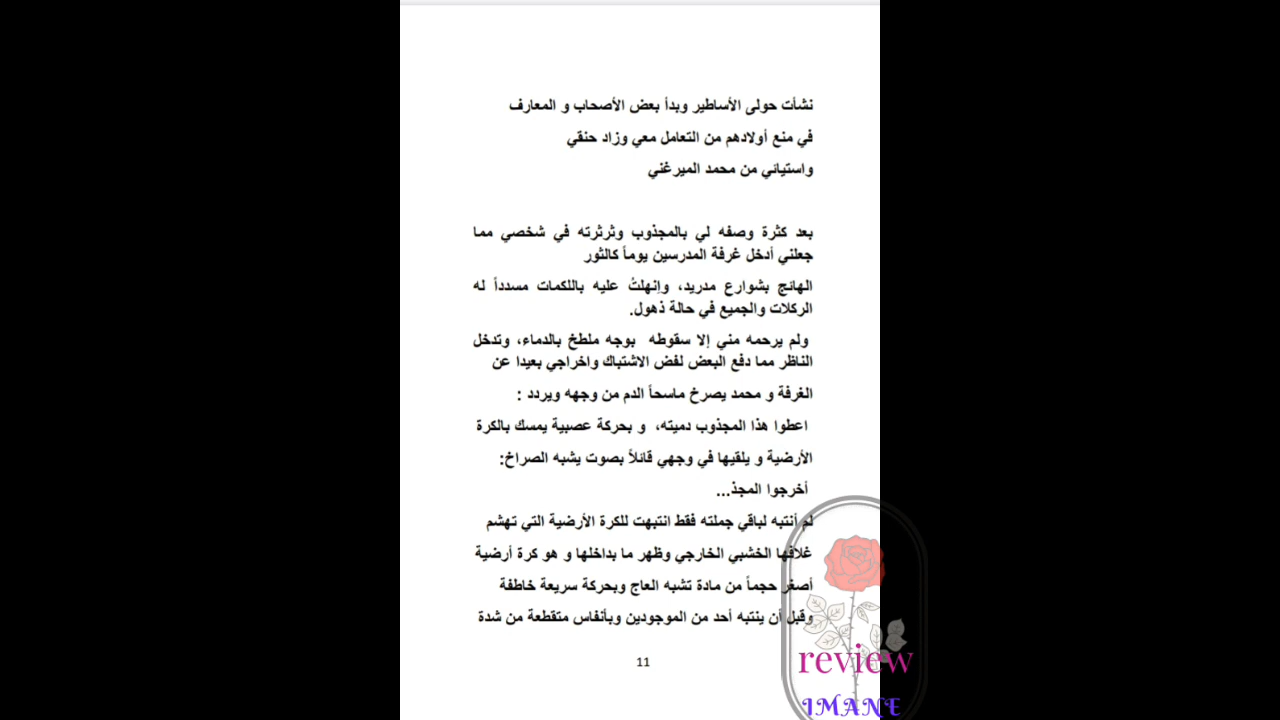 نشأت حولى الأساطير وبدأ بعض الأصحاب و المعارف
في منع أولادهم من التعامل معي وزاد حنقي
واستيائي من محمد الميرغني
بعد كثرة وصفه لي بالمجذوب وثرثرته في شخصي مما
جعلني أدخل غرفة المدرسين يوماً كالثور
الهائج بشوارع مدريد، وإنهلتُ عليه باللكمات مسدداً له
الركلات والجميع في حالة ذهول.
ولم يرحمه مني إلا سقوطه بوجه ملطخ بالدماء، وتدخل
الناظر مما دفع البعض لفض الاشتباك واخراجي بعيدا عن
الغرفة و محمد يصرخ ماسحاً الدم من وجهه ويردد :
اعطوا هذا المجذوب دميته، و بحركة عصبية يمسك بالكرة
الأرضية و يلقيها في وجهي قائلاً بصوت يشبه الصراخ:
أخرجوا المجذ...
لم أنتبه لباقي جملته فقط انتبهت للكرة الأرضية التي تهشم
غلافها الخشبي الخارجي وظهر ما بداخلها و هو كرة أرضية
أصغر حجماً من مادة تشبه العاج وبحركة سريعة خاطفة
وقبل أن ينتبه أحد من الموجودين وبأنفاس متقطعة من شدة
11
review
IMANE